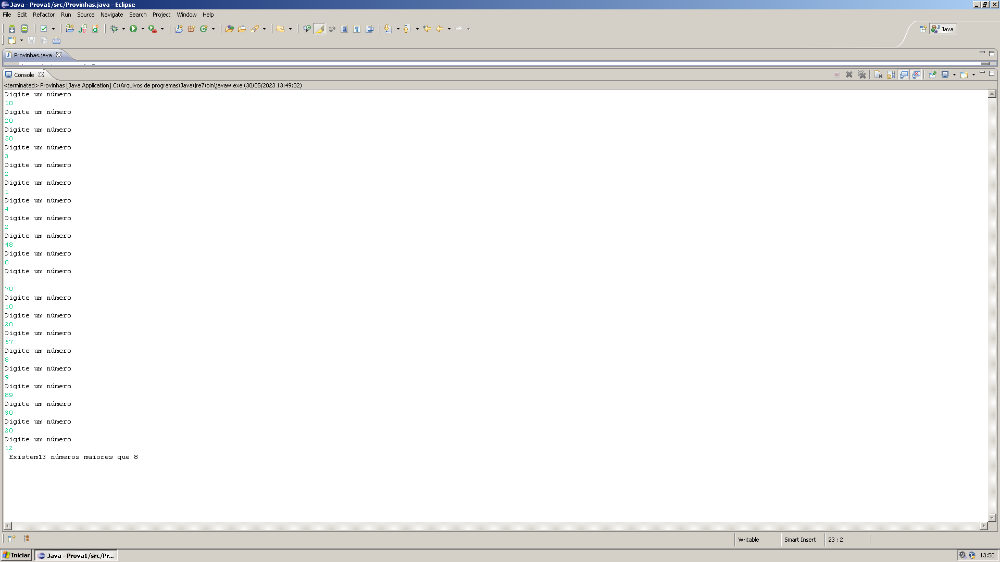 Java - Prova1/src/Provinhas.java - Eclipse
File Edit Refactor Run Source Navigate Search Project Window Help
Java
Provinhas.java
Console
<terminated> Provinhas [Java Application] C:\Arquivos de programas\Java\jre7\bin\javaw.exe (30/05/2023 13:49:32)
Digite um número
10
Digite um número
20
Digite um número
50
Digite um número
3
Digite um número
2
Digite um número
1
Digite um número
4
Digite um número
2
Digite um número
48
Digite um número
8
Digite um número
70
Digite um número
10
Digite um número
20
Digite um número
67
Digite um número
8
Digite um número
9
Digite um número
89
Digite um número
30
Digite um número
20
Digite um número
12
Existem13 números maiores que 8
Writable Smart Insert 23 : 2
Iniciar Java - Prova1/src/Pr... 13:50